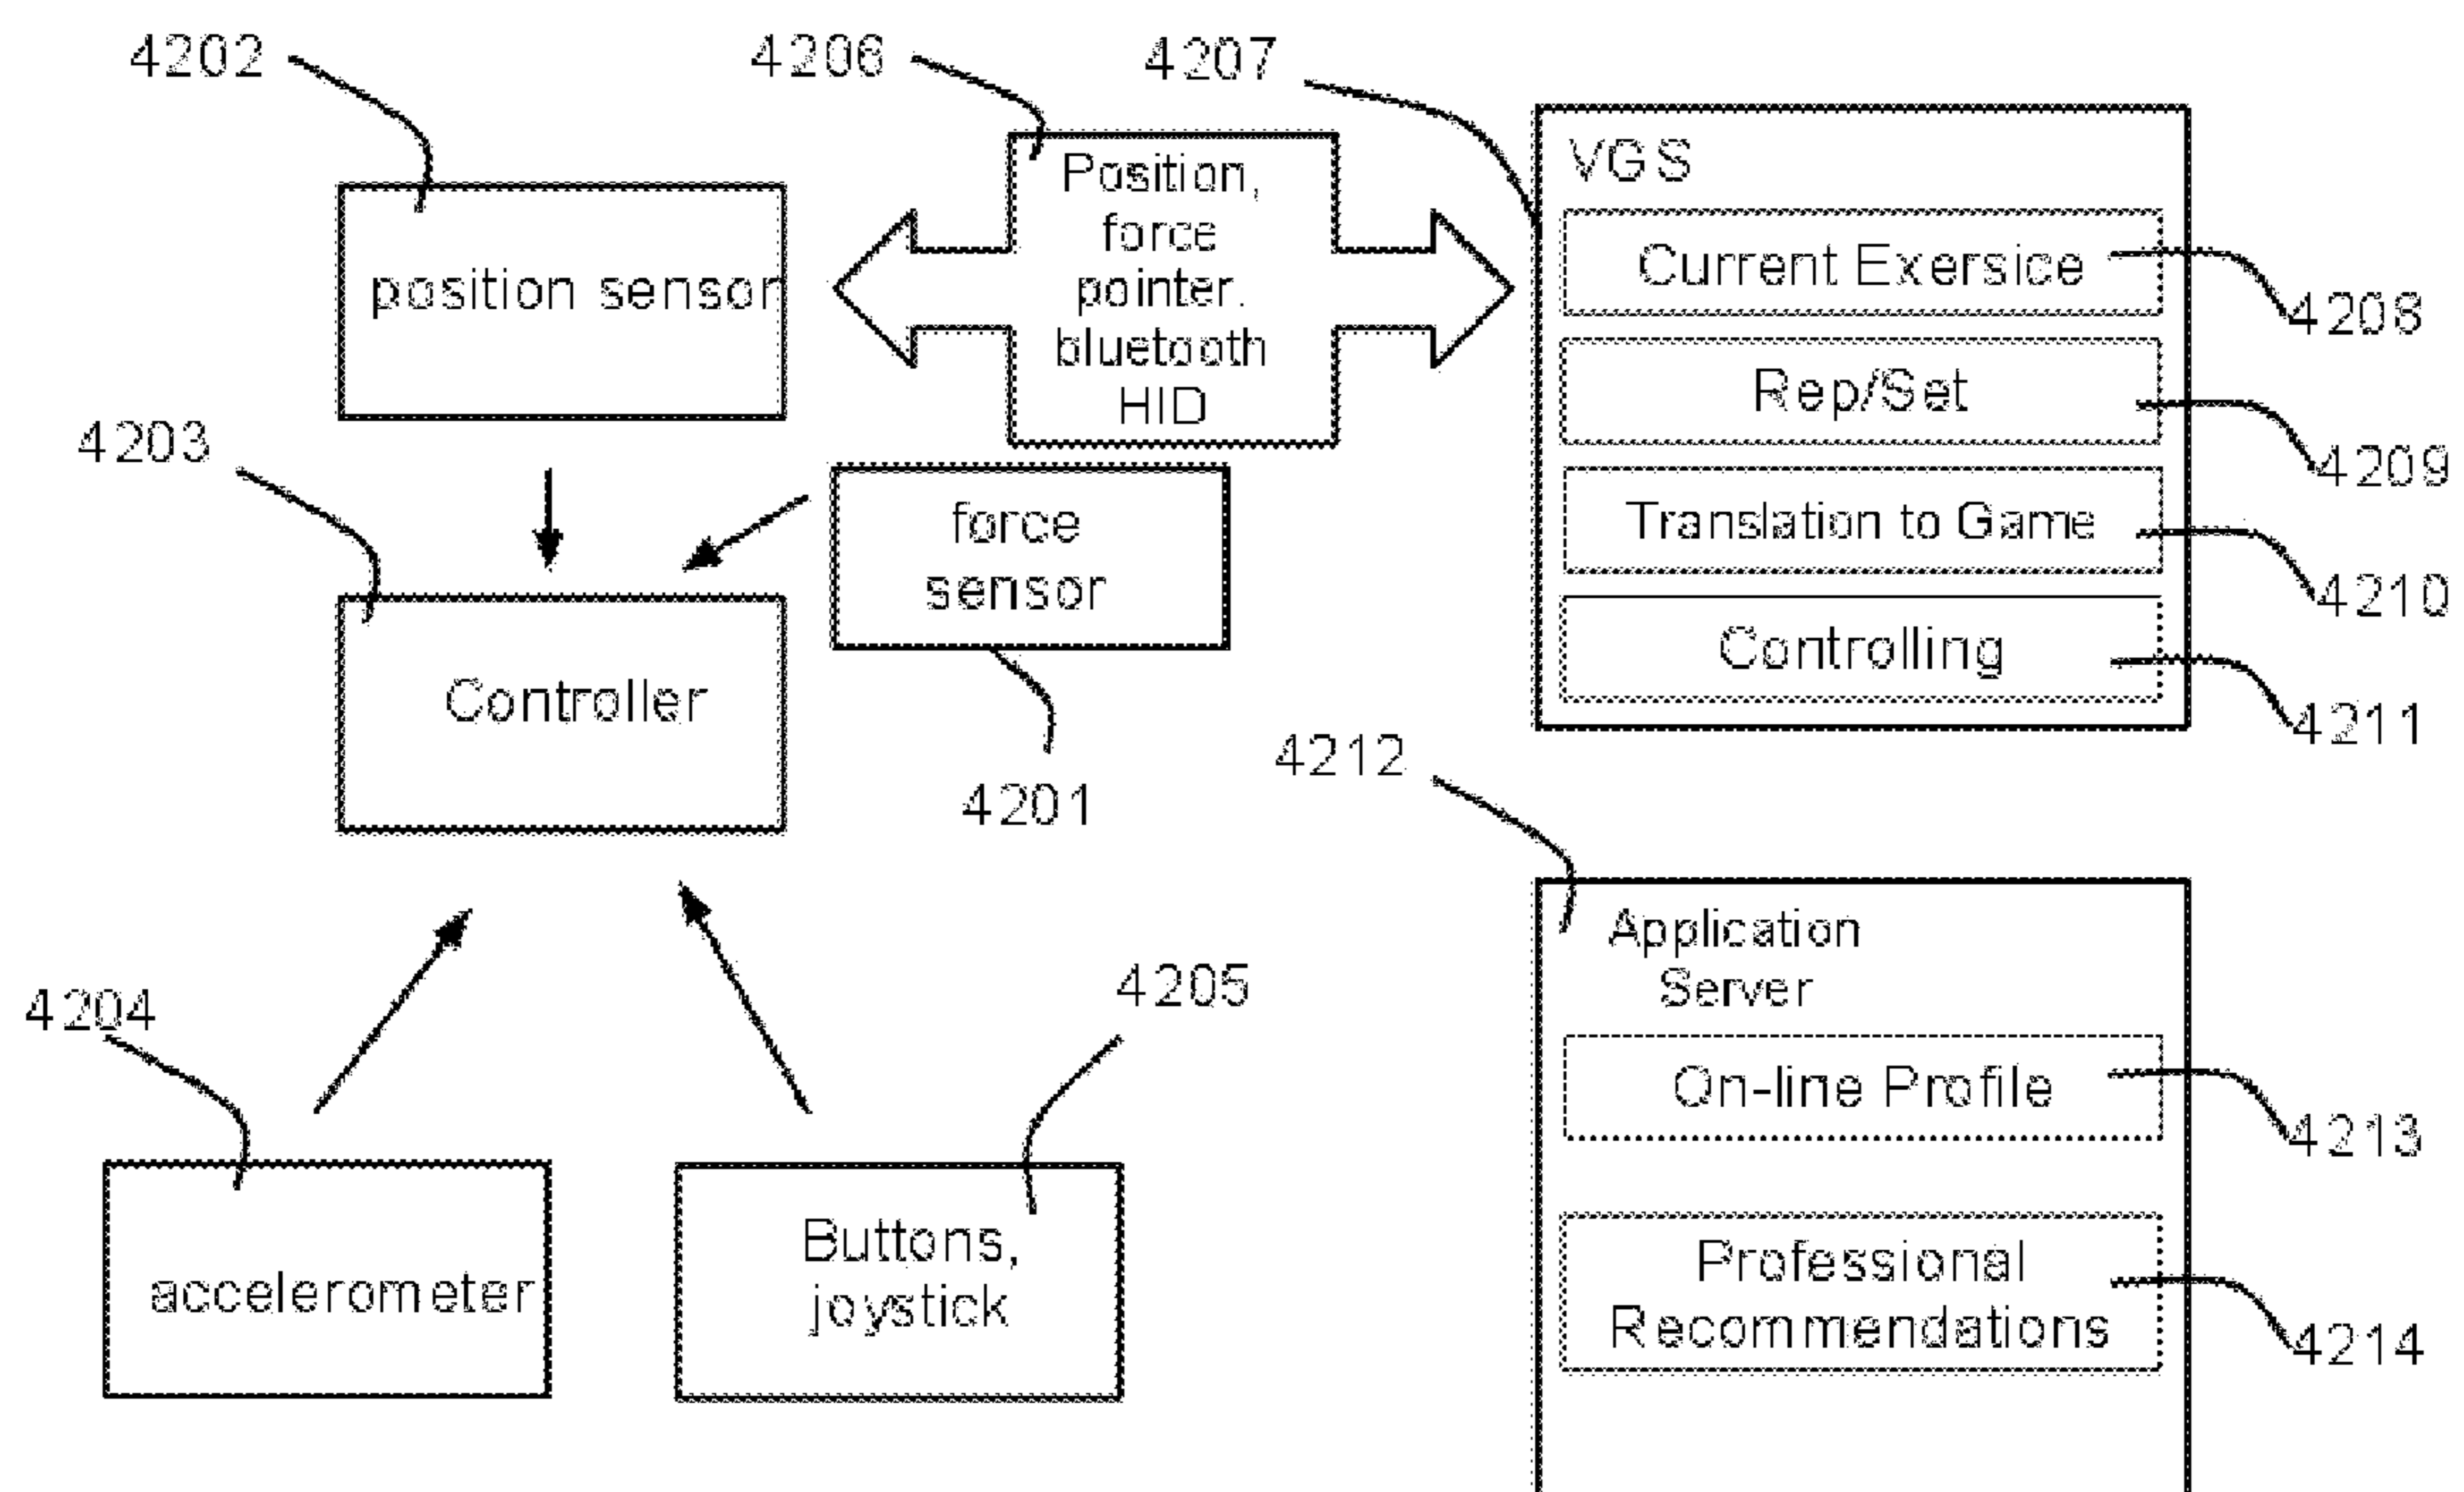 4202
4206
4207
position sensor
Position,
force
pointer.
bluetooth
HID
VGS
Current Exersice
4208
Rep/Set
4209
Translation to Game
4210
Controlling
4211
4203
force
sensor
4201
Controller
4204
accelerometer
4205
Buttons,
joystick
4212
Application
Server
On-line Profile
4213
Professional
Recommendations
4214